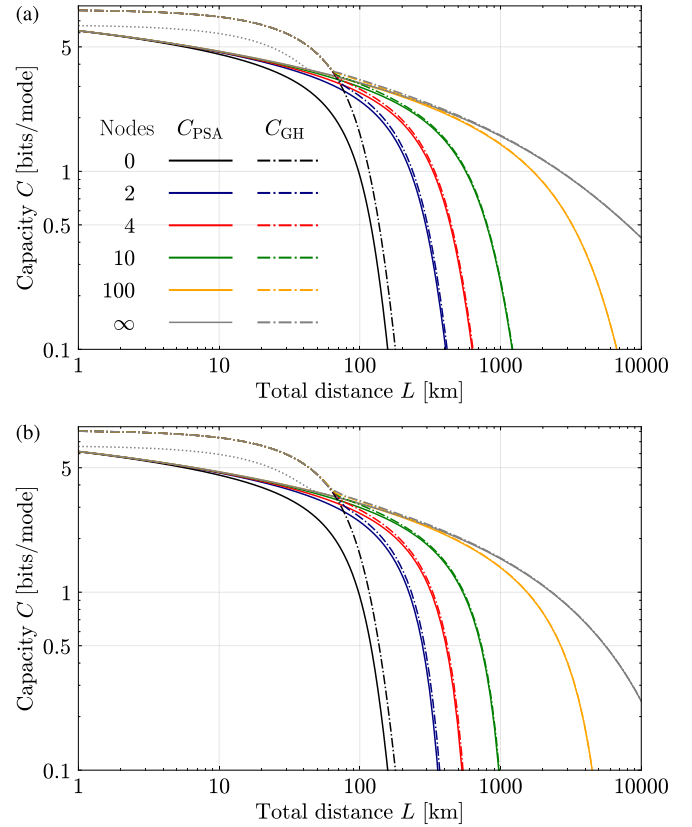 (a)
5
1
0.5
0.1
Capacity C [bits/mode]
Nodes C_PSA C_GH
0
2
4
10
100
∞
1 10 100 1000 10000
Total distance L [km]
(b)
5
1
0.5
0.1
Capacity C [bits/mode]
1 10 100 1000 10000
Total distance L [km]